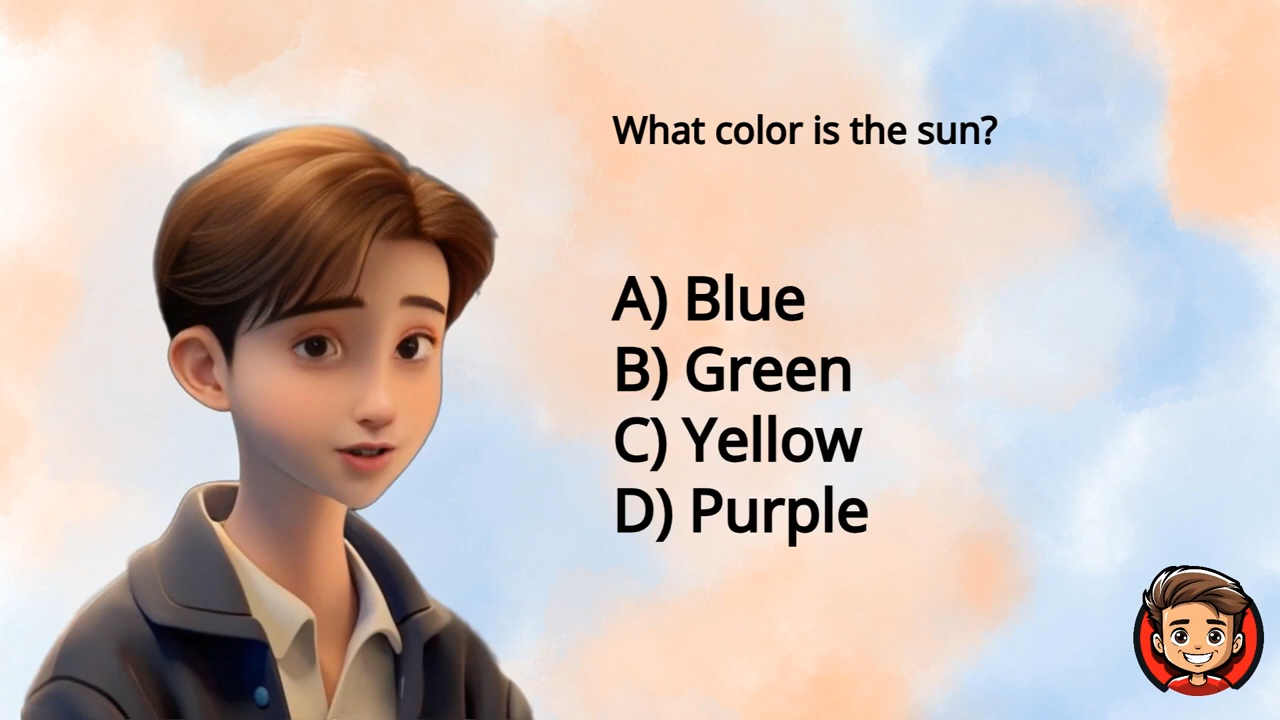 What color is the sun?
A) Blue
B) Green
C) Yellow
D) Purple